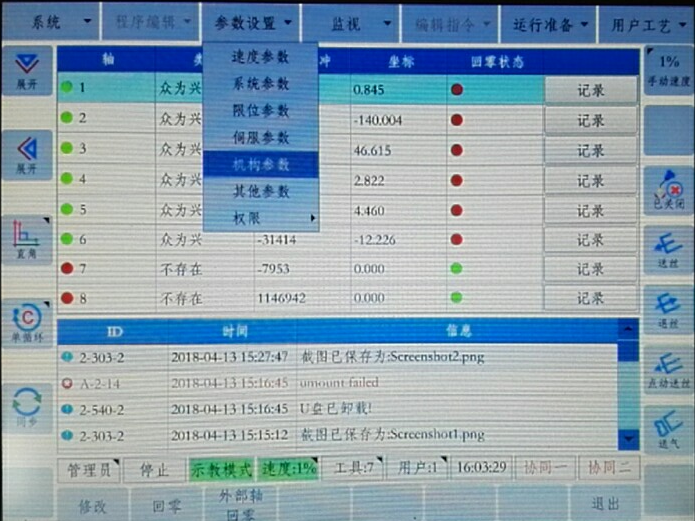 系统 程序编辑 参数设置 监视 编辑指令 运行准备 用户工艺
展开
展开
直角
单循环
同步
轴 冲 坐标 回零状态
1 众为兴 0.845 记录
2 众为兴 -140.004 记录
3 众为兴 46.615 记录
4 众为兴 2.822 记录
5 众为兴 4.460 记录
6 众为兴 -31414 -12.226 记录
7 不存在 -7953 0.000 记录
8 不存在 1146942 0.000 记录
速度参数
系统参数
限位参数
伺服参数
机构参数
其他参数
权限
1%
手动速度
已关闭
送丝
退丝
点动送丝
送气
ID 时间 信息
2-303-2 2018-04-13 15:27:47 截图已保存为:Screenshot2.png
A-2-14 2018-04-13 15:16:45 umount failed
2-540-2 2018-04-13 15:16:45 U盘已卸载!
2-303-2 2018-04-13 15:15:12 截图已保存为:Screenshot1.png
管理员 停止 示教模式 速度:1% 工具:7 用户:1 16:03:29 协同一 协同二
修改 回零 外部轴
回零 退出